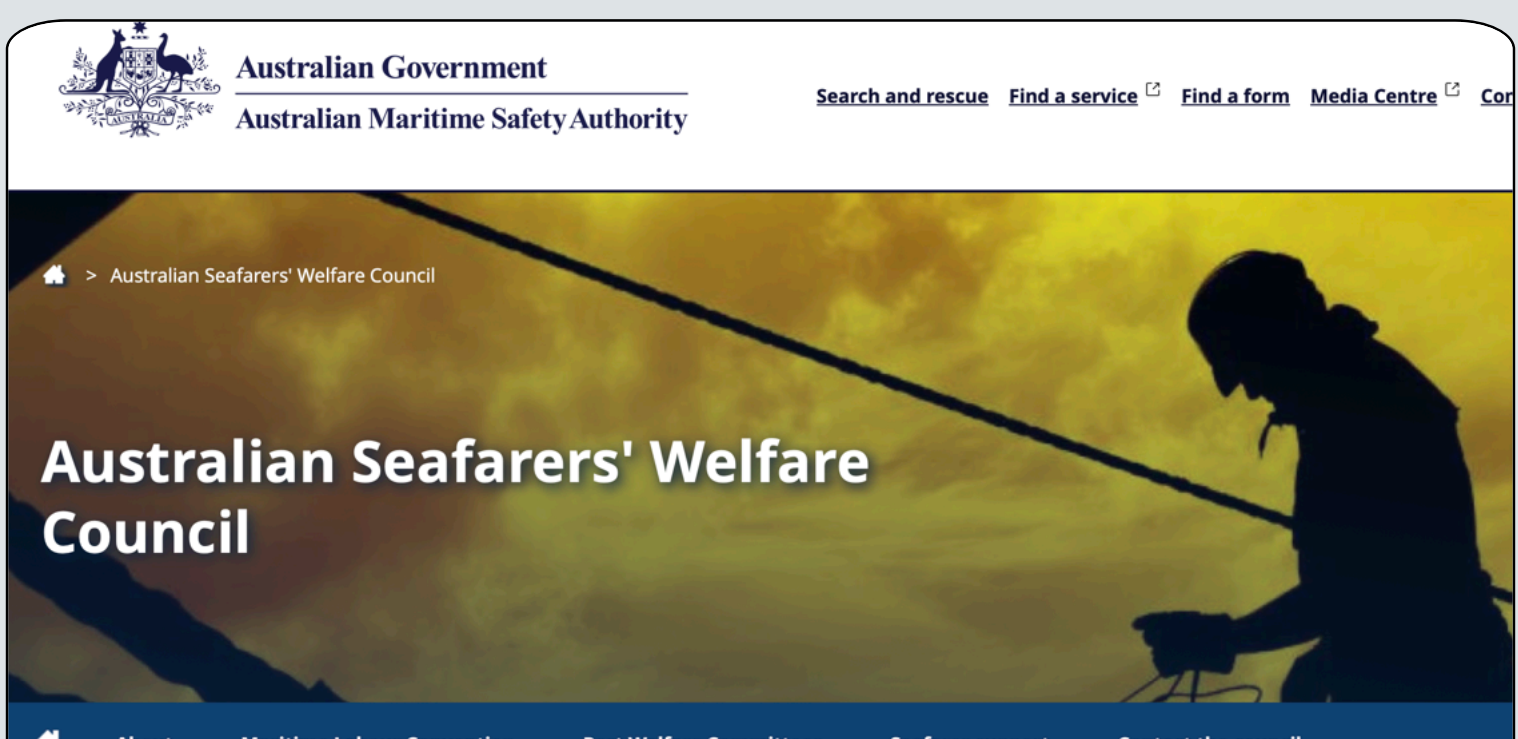 Australian Government
Australian Maritime Safety Authority
AUSTRALIA
Search and rescue Find a service Find a form Media Centre
> Australian Seafarers' Welfare Council
Australian Seafarers' Welfare
Council